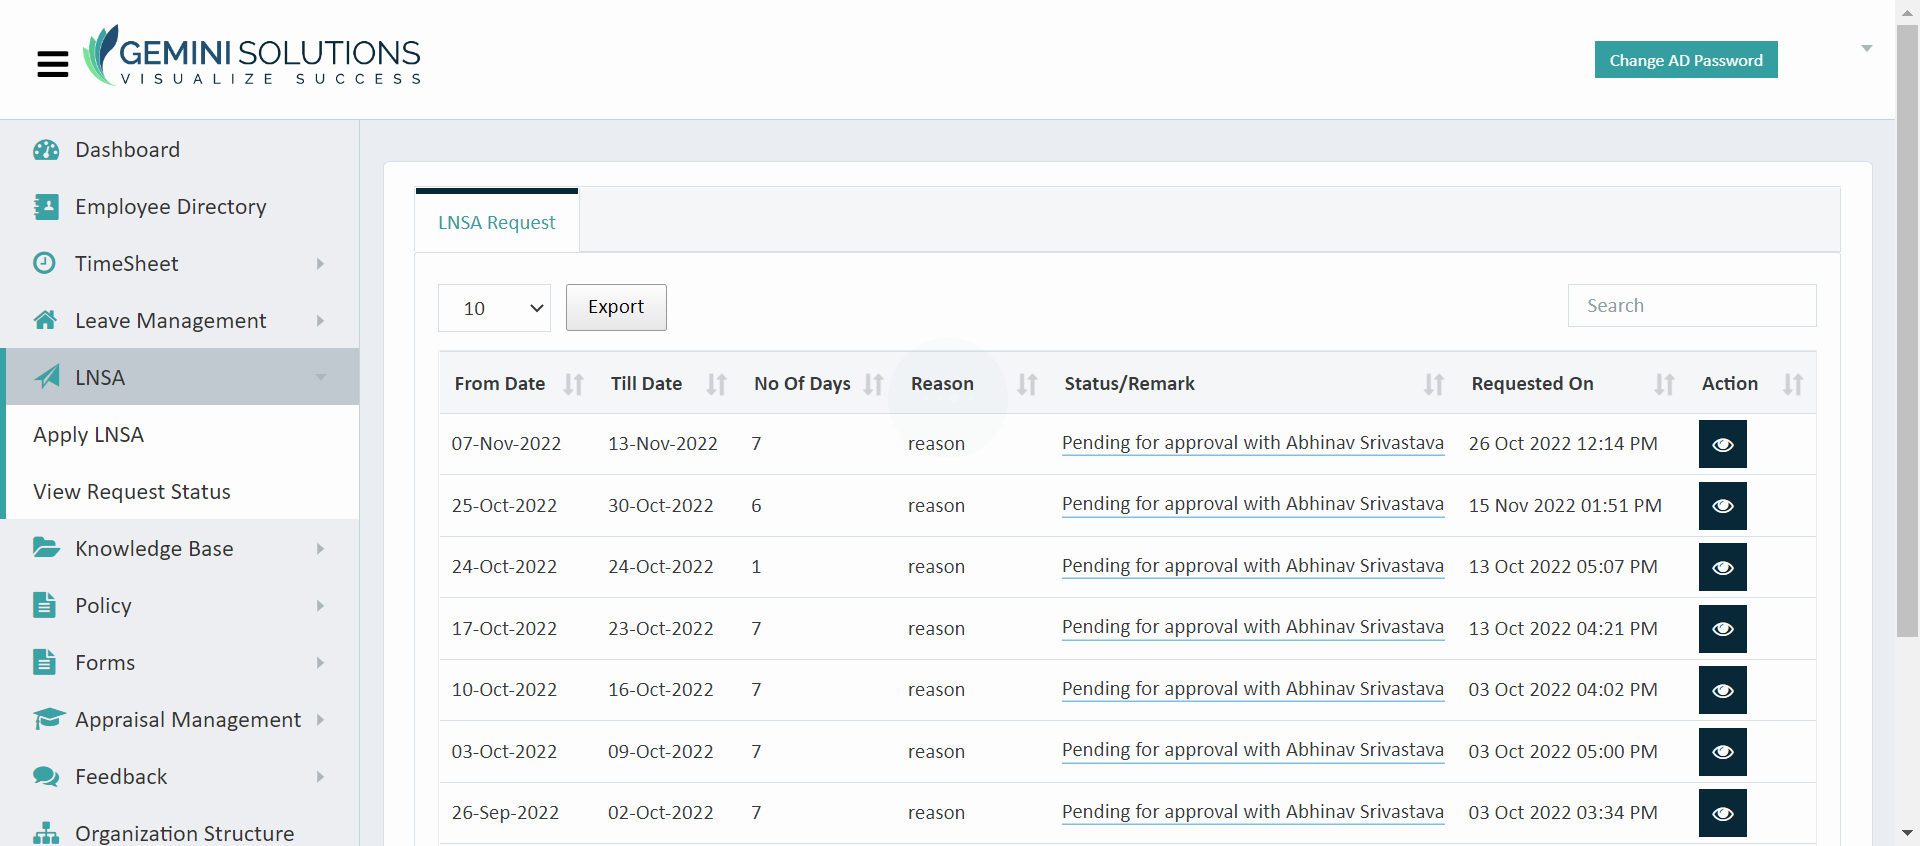 GEMINI SOLUTIONS
VISUALIZE SUCCESS
Change AD Password
Dashboard
Employee Directory
TimeSheet
Leave Management
LNSA
Apply LNSA
View Request Status
Knowledge Base
Policy
Forms
Appraisal Management
Feedback
Organization Structure
LNSA Request
10 Export Search
From Date Till Date No Of Days Reason Status/Remark Requested On Action
07-Nov-2022 13-Nov-2022 7 reason Pending for approval with Abhinav Srivastava 26 Oct 2022 12:14 PM
25-Oct-2022 30-Oct-2022 6 reason Pending for approval with Abhinav Srivastava 15 Nov 2022 01:51 PM
24-Oct-2022 24-Oct-2022 1 reason Pending for approval with Abhinav Srivastava 13 Oct 2022 05:07 PM
17-Oct-2022 23-Oct-2022 7 reason Pending for approval with Abhinav Srivastava 13 Oct 2022 04:21 PM
10-Oct-2022 16-Oct-2022 7 reason Pending for approval with Abhinav Srivastava 03 Oct 2022 04:02 PM
03-Oct-2022 09-Oct-2022 7 reason Pending for approval with Abhinav Srivastava 03 Oct 2022 05:00 PM
26-Sep-2022 02-Oct-2022 7 reason Pending for approval with Abhinav Srivastava 03 Oct 2022 03:34 PM